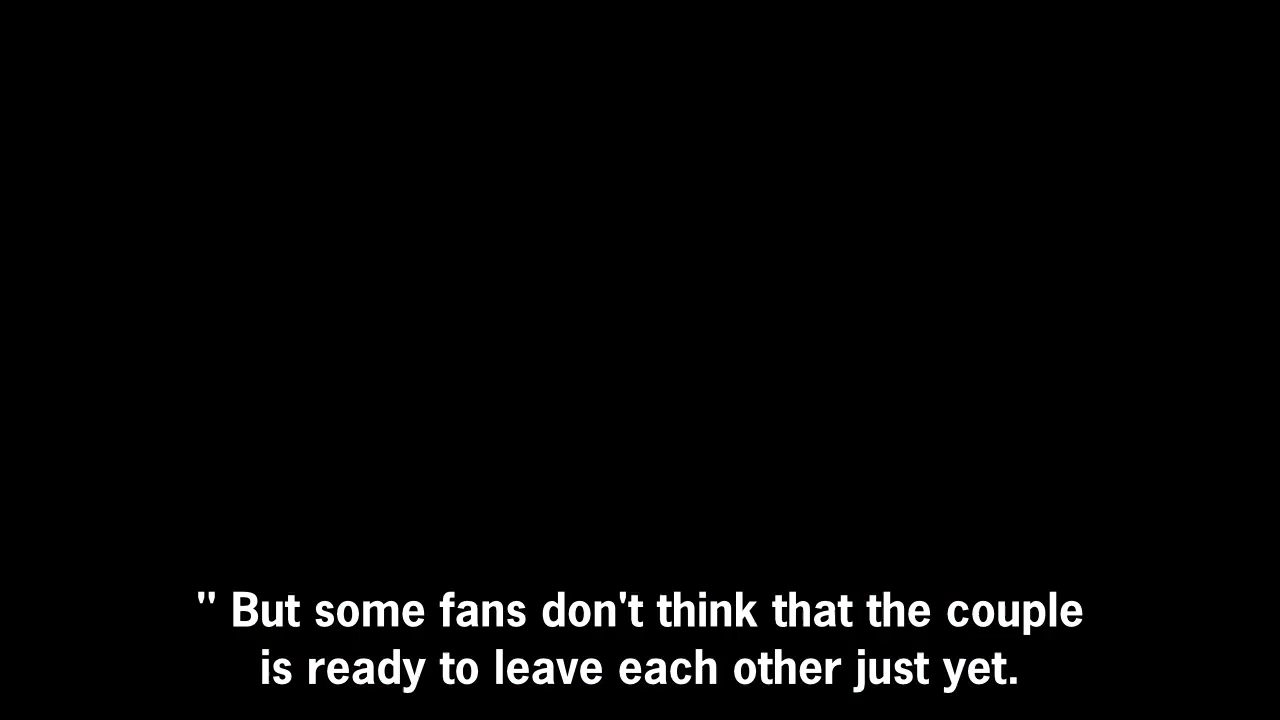 " But some fans don't think that the couple
is ready to leave each other just yet.